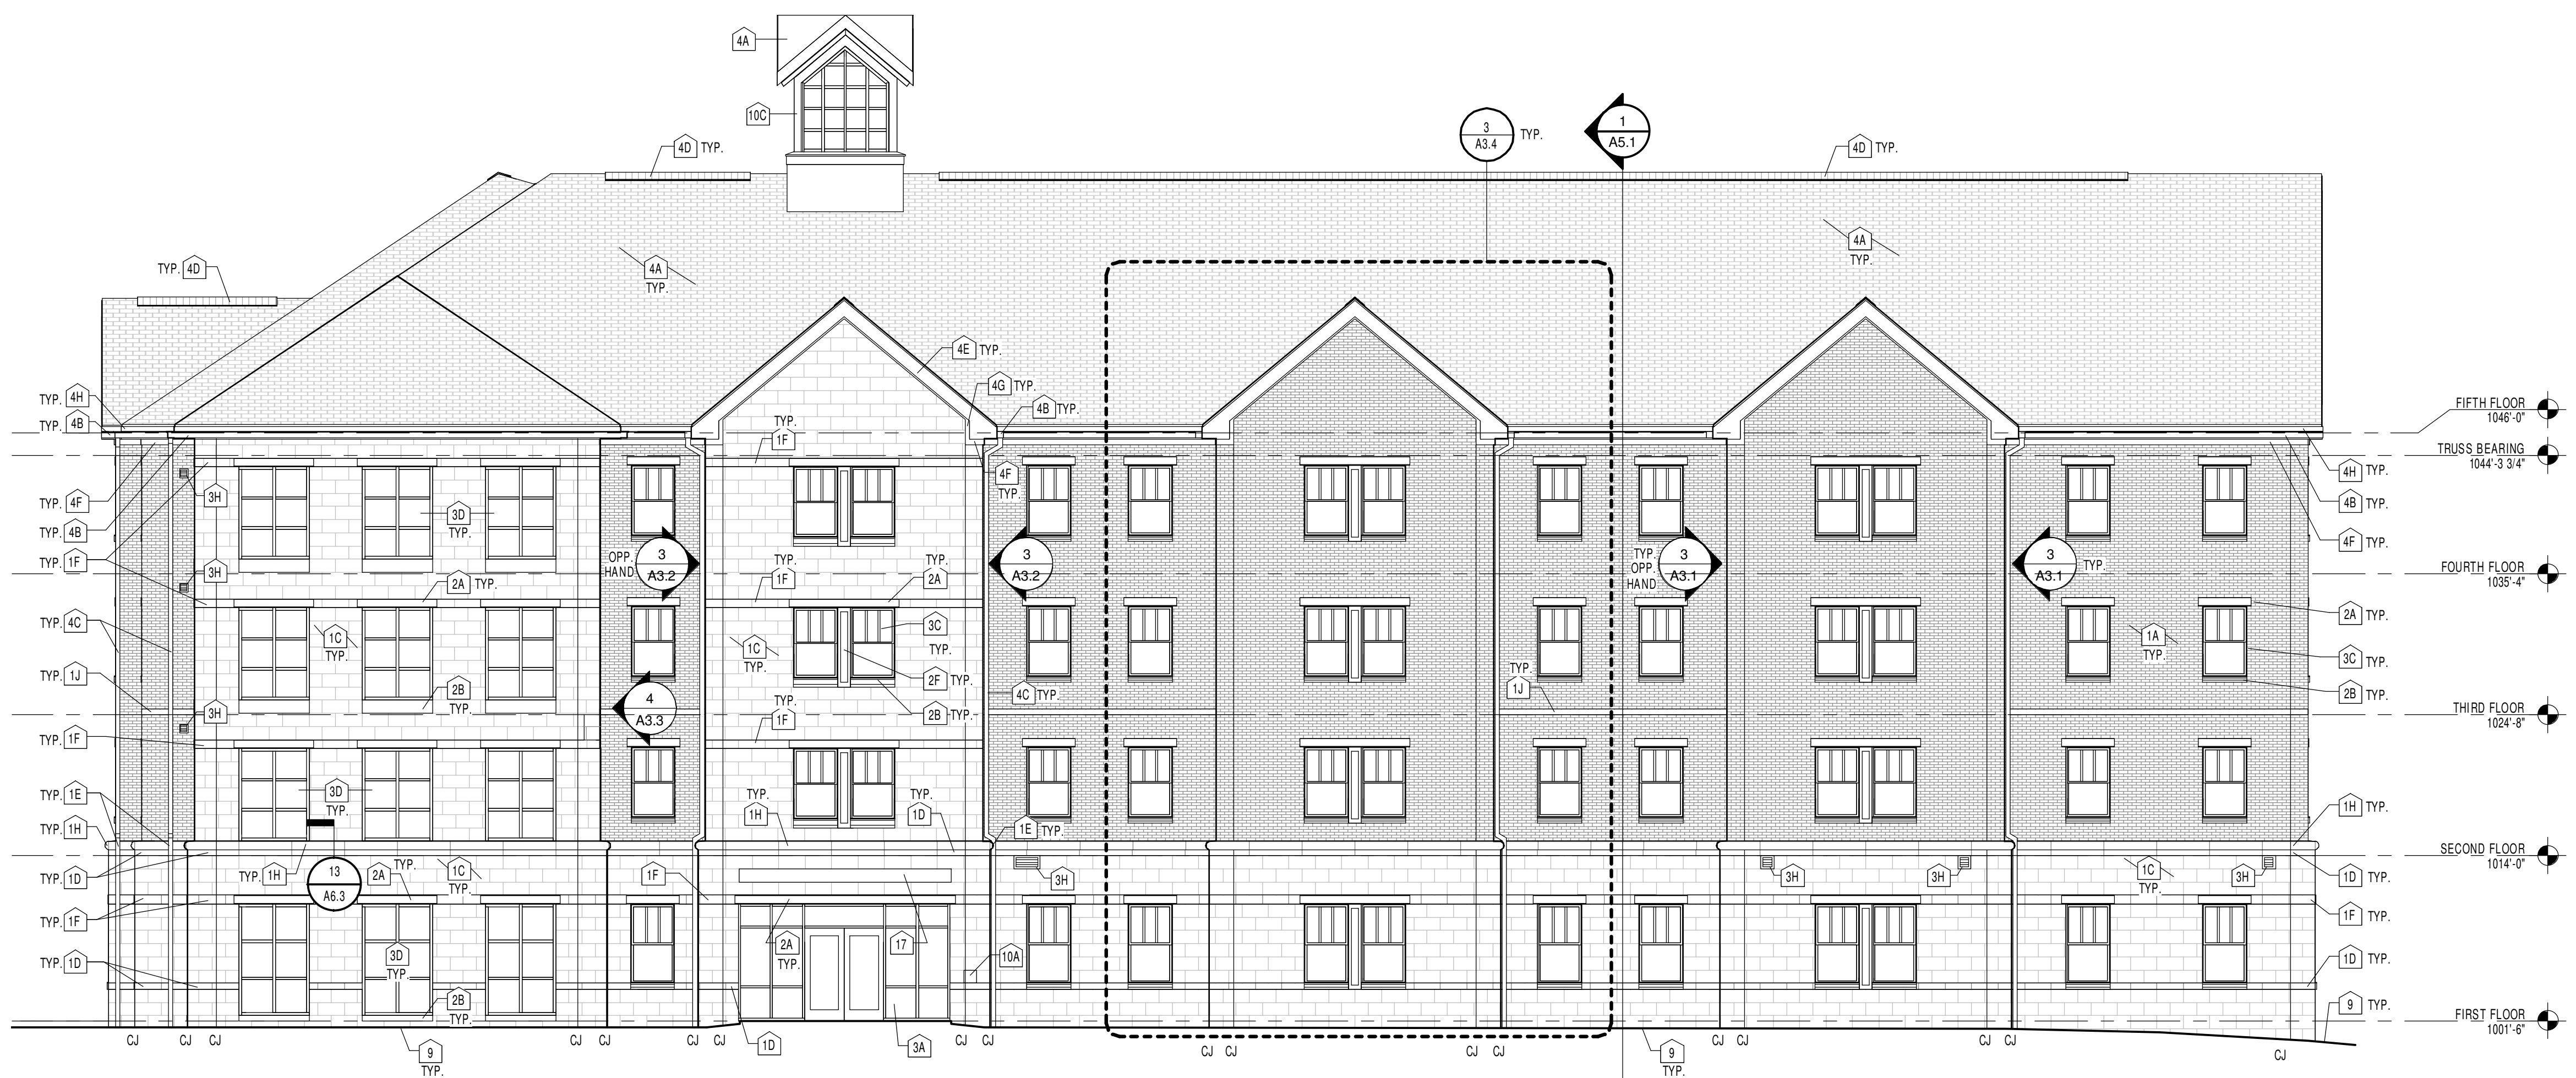 4A
10C
3
A3.4
TYP.
1
A5.1
4D TYP.
4D TYP.
4A
TYP.
4A
TYP.
TYP. 4D
4E TYP.
4G TYP.
4B TYP.
TYP. 4H
TYP. 4B
FIFTH FLOOR
1046'-0"
TYP.
1F
TRUSS BEARING
1044'-3 3/4"
4F
TYP.
4H TYP.
TYP. 4F
3H
4B TYP.
3D
TYP.
TYP. 4B
4F TYP.
TYP. 1F
OPP.
HAND
3
A3.2
3
A3.2
TYP.
OPP.
HAND
3
A3.1
3
A3.1
TYP.
FOURTH FLOOR
1035'-4"
3H
2A TYP.
TYP.
1F
TYP.
2A
TYP. 4C
1C
TYP.
1C
TYP.
3C
TYP.
2A TYP.
1A
TYP.
3C TYP.
TYP. 1J
2B
TYP.
2F TYP.
4C TYP.
TYP.
1J
2B TYP.
4
A3.3
3H
TYP.
1F
2B TYP.
THIRD FLOOR
1024'-8"
TYP. 1F
TYP. 1E
3D
TYP.
TYP.
1H
TYP.
1D
1E TYP.
TYP. 1H
1H TYP.
SECOND FLOOR
1014'-0"
TYP. 1D
TYP. 1H
13
A6.3
TYP.
2A
1C
TYP.
1F
3H
3H
3H
3H
1C
TYP.
1D TYP.
TYP. 1F
1F TYP.
3D
TYP.
2A
TYP.
17
10A
TYP. 1D
1D TYP.
2B
TYP.
9 TYP.
FIRST FLOOR
1001'-6"
CJ CJ CJ CJ CJ CJ CJ CJ CJ CJ CJ CJ CJ CJ CJ CJ CJ CJ
9
TYP.
1D
3A
9
TYP.